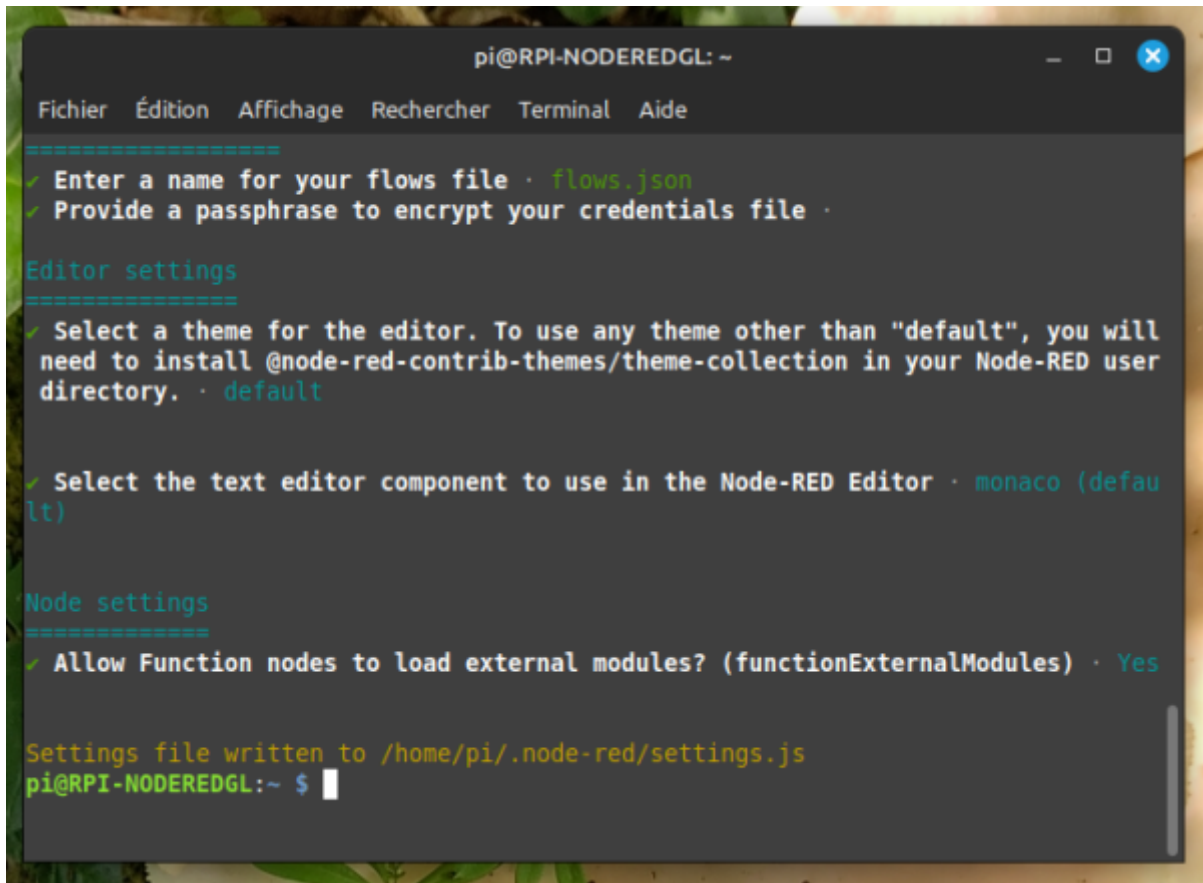 pi@RPI-NODEREDGL: ~
Fichier Édition Affichage Rechercher Terminal Aide
==================
✓ Enter a name for your flows file · flows.json
✓ Provide a passphrase to encrypt your credentials file ·
Editor settings
===============
✓ Select a theme for the editor. To use any theme other than "default", you will
need to install @node-red-contrib-themes/theme-collection in your Node-RED user
directory. · default
✓ Select the text editor component to use in the Node-RED Editor · monaco (defau
lt)
Node settings
=============
✓ Allow Function nodes to load external modules? (functionExternalModules) · Yes
Settings file written to /home/pi/.node-red/settings.js
pi@RPI-NODEREDGL:~ $